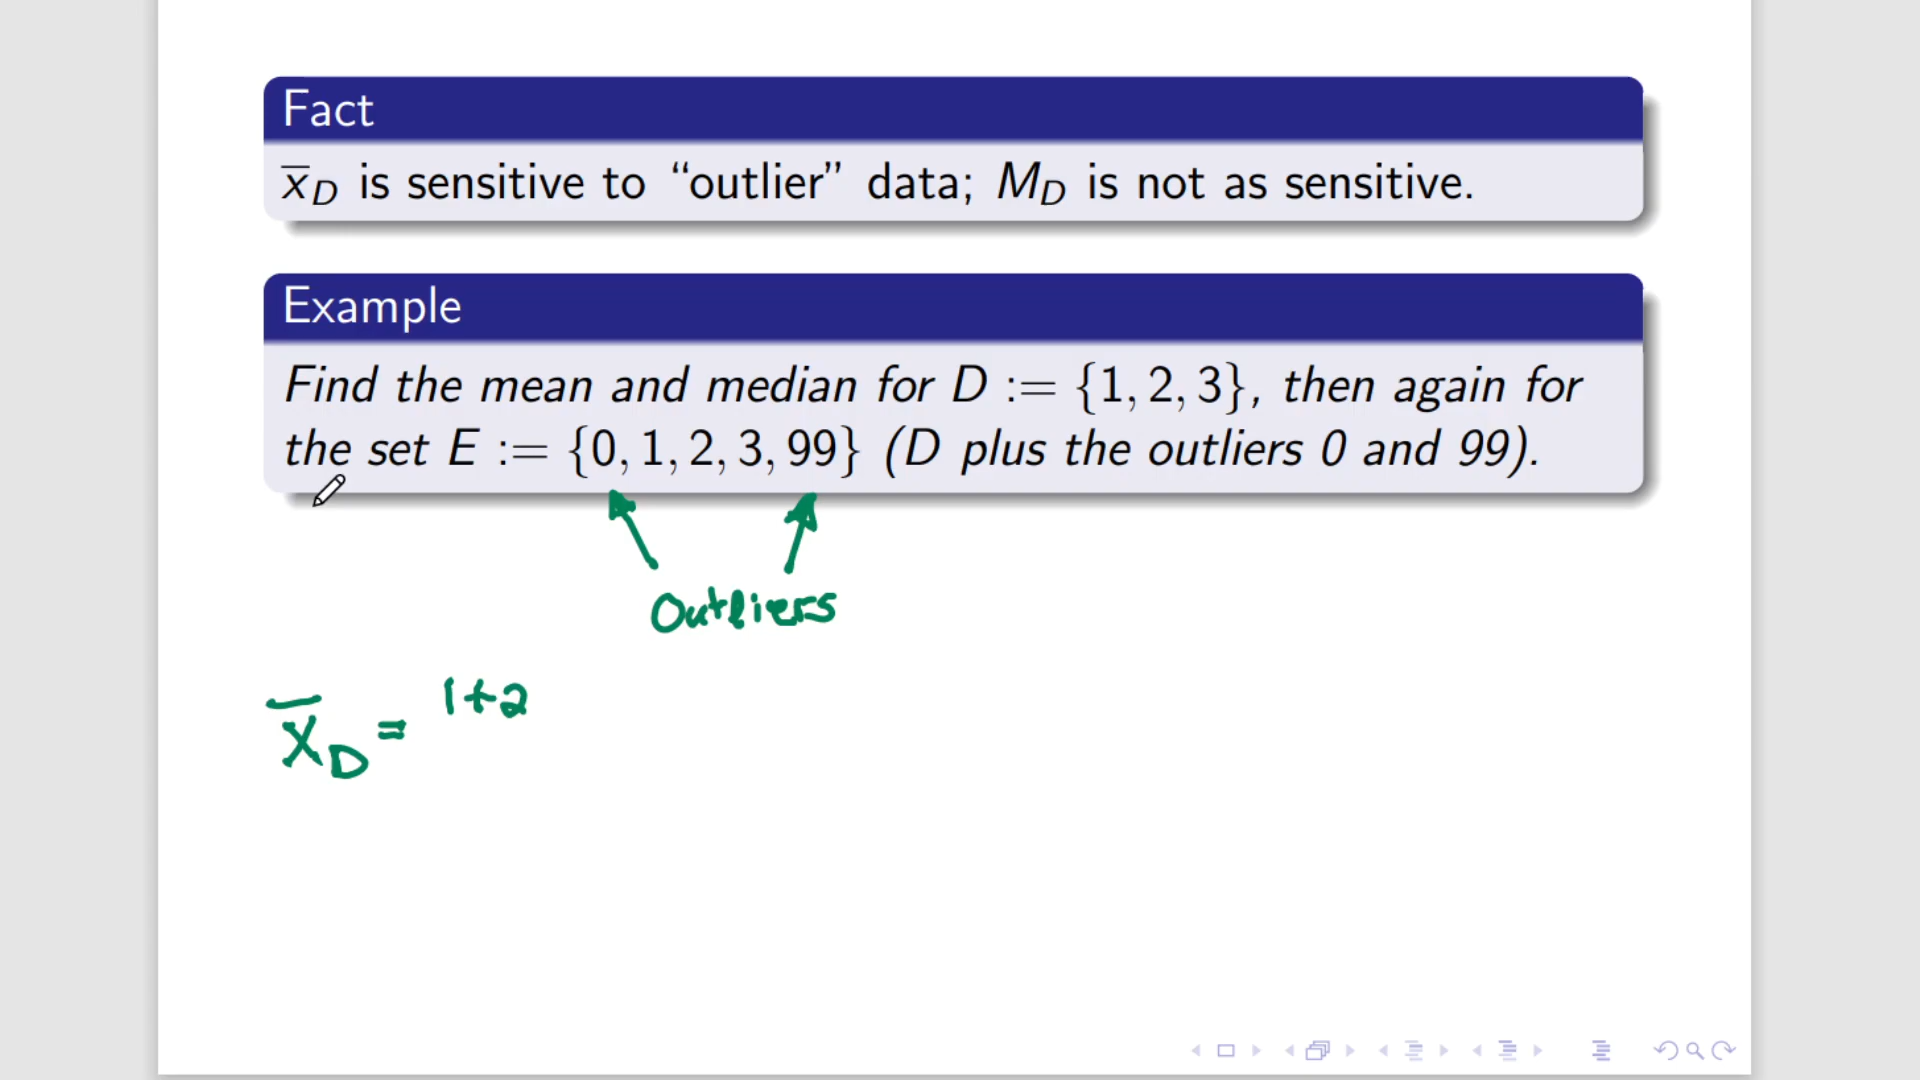 Fact
x̅_D is sensitive to “outlier” data; M_D is not as sensitive.
Example
Find the mean and median for D := {1, 2, 3}, then again for
the set E := {0, 1, 2, 3, 99} (D plus the outliers 0 and 99).
Outliers
X̅_D = 1+2